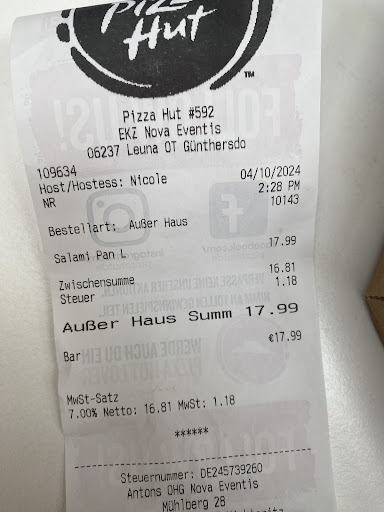 Pizza
Hut
™
Pizza Hut #592
EKZ Nova Eventis
06237 Leuna OT Günthersdo
109634 04/10/2024
Host/Hostess: Nicole 2:28 PM
NR 10143
Bestellart: Außer Haus
Salami Pan L 17.99
Zwischensumme 16.81
Steuer 1.18
Außer Haus Summ 17.99
Bar €17.99
MwSt-Satz
7.00% Netto: 16.81 MwSt: 1.18
******
Steuernummer: DE245739260
Antons OHG Nova Eventis
Mühlberg 28